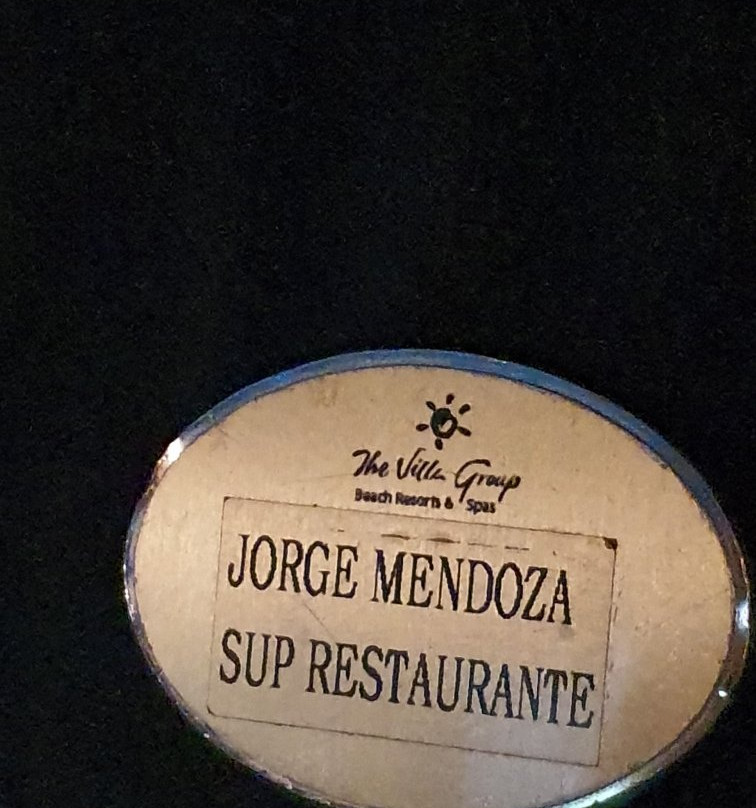 The Villa Group
Beach Resorts & Spas
JORGE MENDOZA
SUP RESTAURANTE